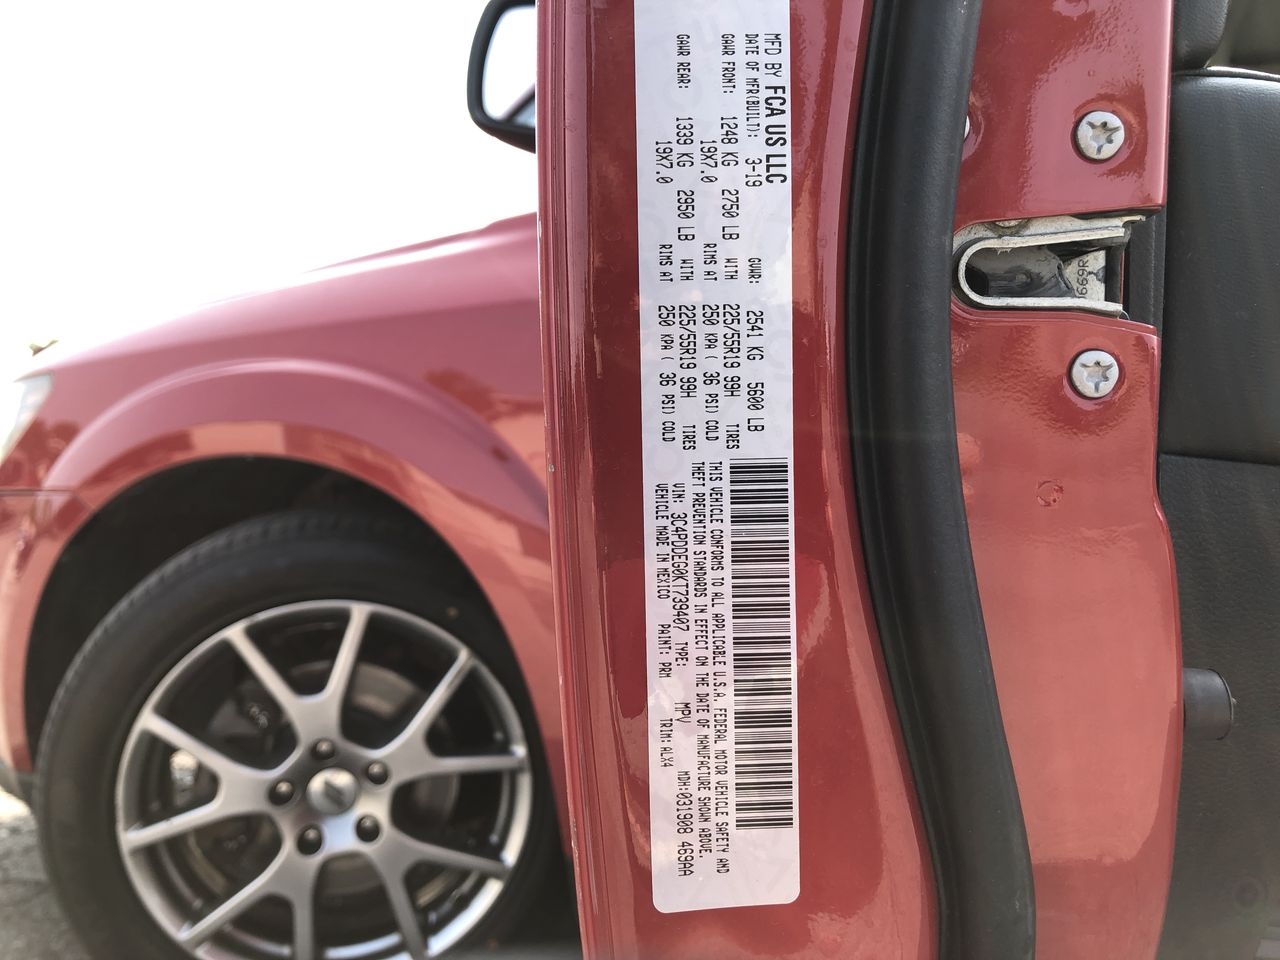 MFD BY FCA US LLC
DATE OF MFR(BUILT): 3-19 GVWR: 2541 KG 5600 LB
GAWR FRONT: 1248 KG 2750 LB WITH 225/55R19 99H TIRES
19X7.0 RIMS AT 250 KPA ( 36 PSI) COLD
GAWR REAR: 1339 KG 2950 LB WITH 225/55R19 99H TIRES
19X7.0 RIMS AT 250 KPA ( 36 PSI) COLD
THIS VEHICLE CONFORMS TO ALL APPLICABLE U.S.A. FEDERAL MOTOR VEHICLE SAFETY AND
THEFT PREVENTION STANDARDS IN EFFECT ON THE DATE OF MANUFACTURE SHOWN ABOVE.
VIN: 3C4PDDEG0KT739407 TYPE: MPV MDH:031908 469AA
VEHICLE MADE IN MEXICO PAINT: PRM TRIM:ALX4